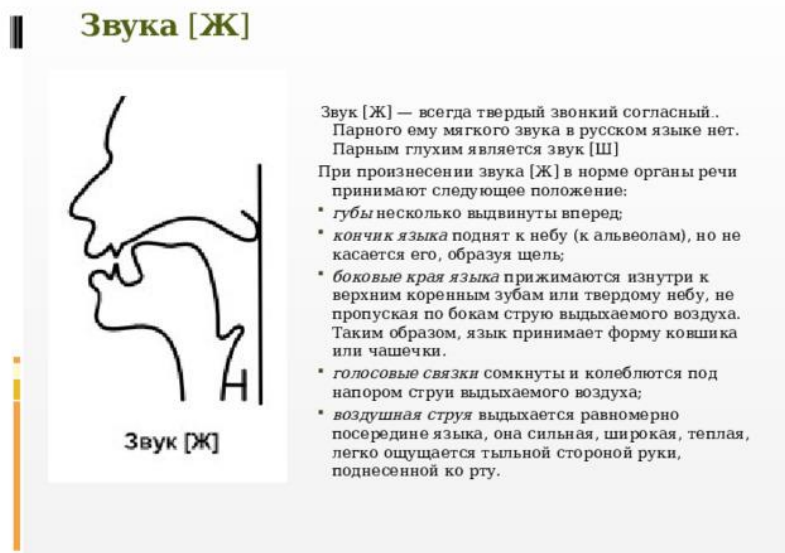 Звука [Ж]
Звук [Ж] — всегда твердый звонкий согласный..
Парного ему мягкого звука в русском языке нет.
Парным глухим является звук [Ш]
При произнесении звука [Ж] в норме органы речи
принимают следующее положение:
губы несколько выдвинуты вперед;
кончик языка поднят к небу (к альвеолам), но не
касается его, образуя щель;
боковые края языка прижимаются изнутри к
верхним коренным зубам или твердому небу, не
пропуская по бокам струю выдыхаемого воздуха.
Таким образом, язык принимает форму ковшика
или чашечки.
голосовые связки сомкнуты и колеблются под
напором струи выдыхаемого воздуха;
воздушная струя выдыхается равномерно
посередине языка, она сильная, широкая, теплая,
легко ощущается тыльной стороной руки,
поднесенной ко рту.
Звук [Ж]